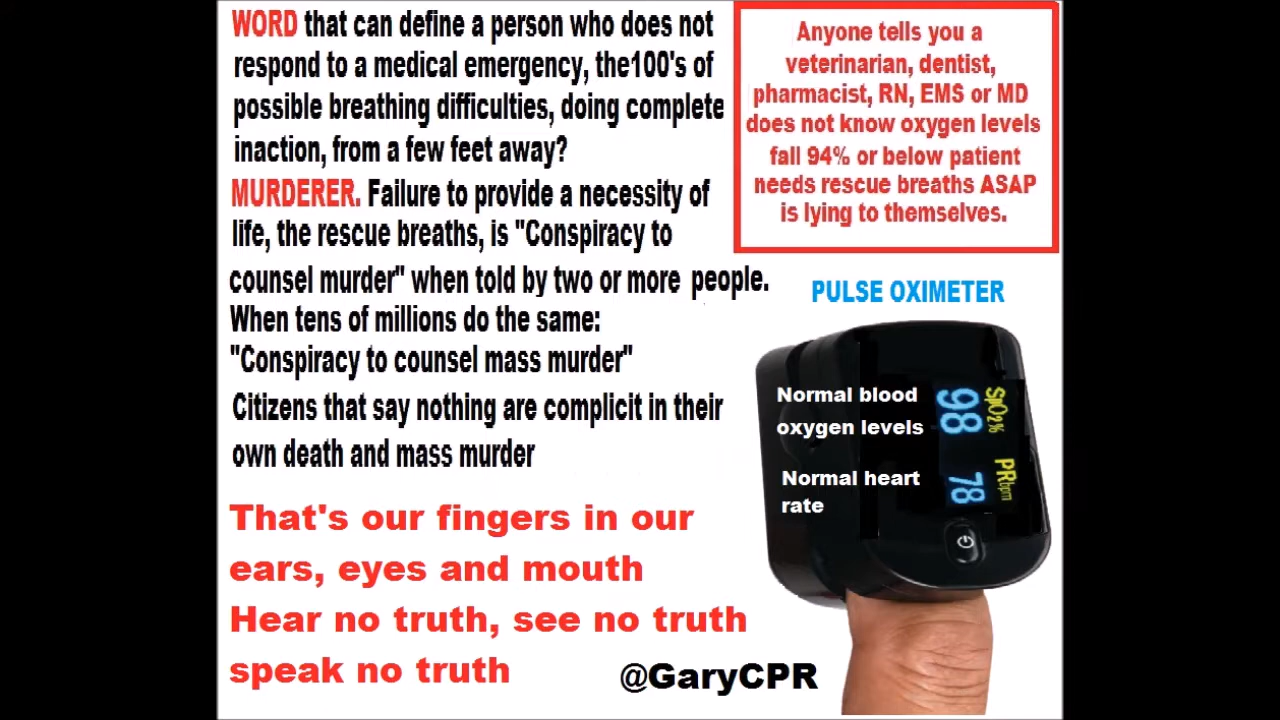 WORD that can define a person who does not
respond to a medical emergency, the100's of
possible breathing difficulties, doing complete
inaction, from a few feet away?
MURDERER. Failure to provide a necessity of
life, the rescue breaths, is "Conspiracy to
counsel murder" when told by two or more people.
When tens of millions do the same:
"Conspiracy to counsel mass murder"
Citizens that say nothing are complicit in their
own death and mass murder
That's our fingers in our
ears, eyes and mouth
Hear no truth, see no truth
speak no truth
@GaryCPR
Anyone tells you a
veterinarian, dentist,
pharmacist, RN, EMS or MD
does not know oxygen levels
fall 94% or below patient
needs rescue breaths ASAP
is lying to themselves.
PULSE OXIMETER
Normal blood
oxygen levels
98 SpO2%
Normal heart
rate
78 PRbpm